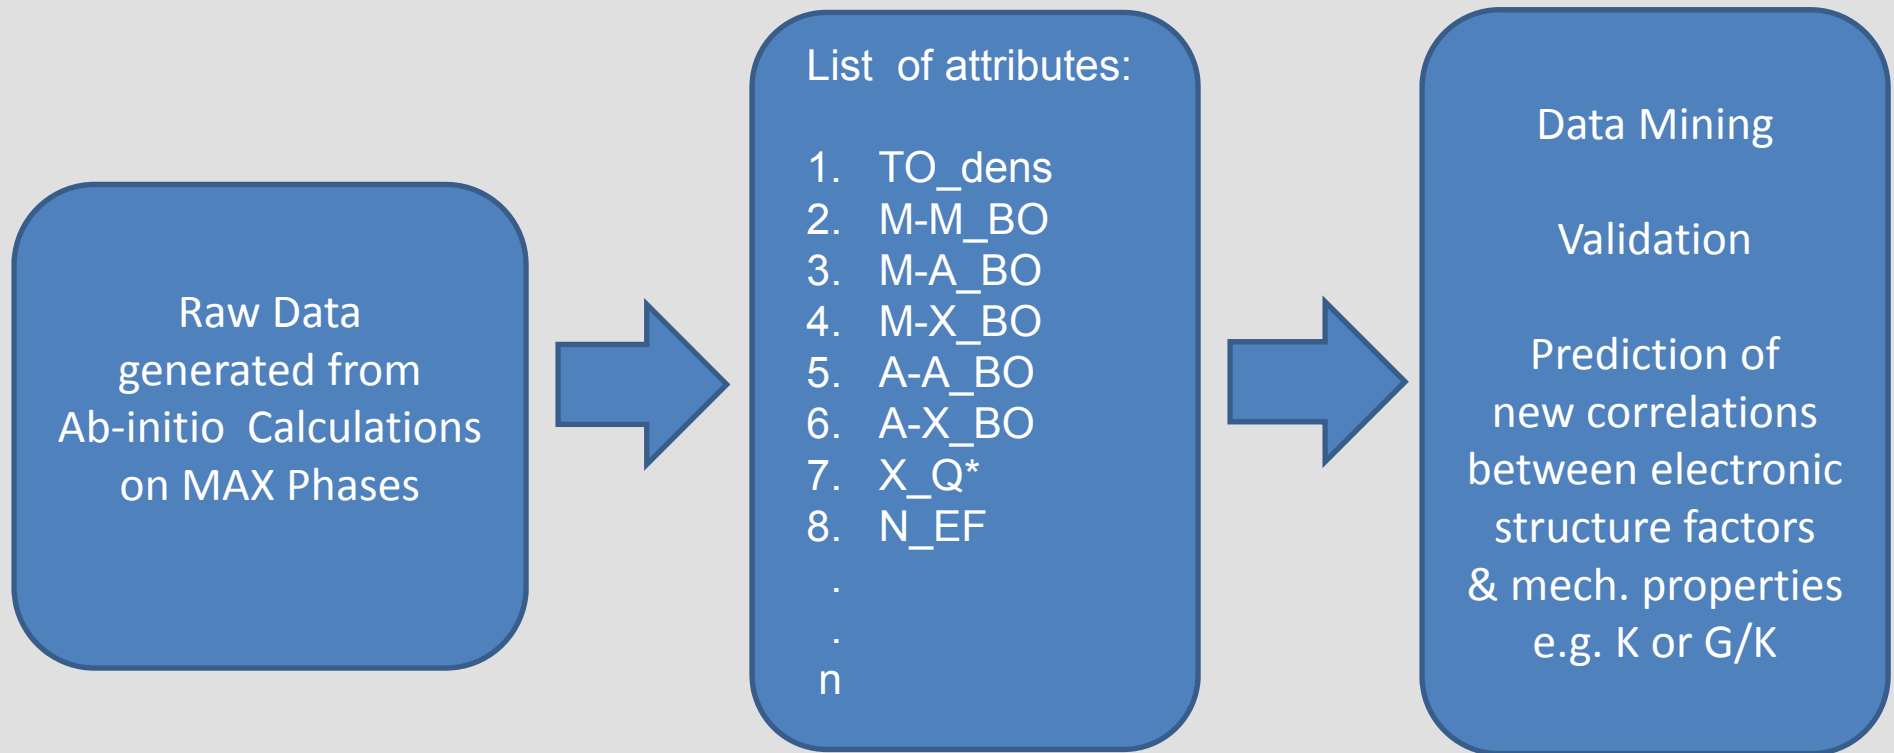 Raw Data
generated from
Ab-initio Calculations
on MAX Phases
List of attributes:
1. TO_dens
2. M-M_BO
3. M-A_BO
4. M-X_BO
5. A-A_BO
6. A-X_BO
7. X_Q*
8. N_EF
.
.
n
Data Mining
Validation
Prediction of
new correlations
between electronic
structure factors
& mech. properties
e.g. K or G/K